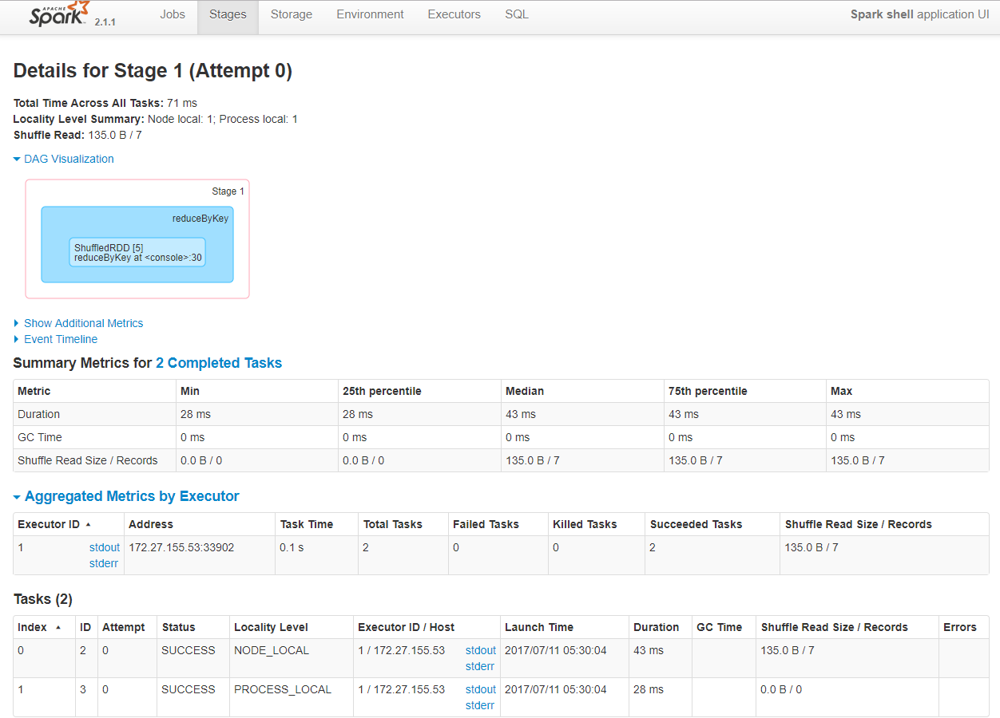 APACHE
Spark 2.1.1 Jobs Stages Storage Environment Executors SQL Spark shell application UI
Details for Stage 1 (Attempt 0)
Total Time Across All Tasks: 71 ms
Locality Level Summary: Node local: 1; Process local: 1
Shuffle Read: 135.0 B / 7
DAG Visualization
Stage 1
reduceByKey
ShuffledRDD [5]
reduceByKey at <console>:30
Show Additional Metrics
Event Timeline
Summary Metrics for 2 Completed Tasks
Metric Min 25th percentile Median 75th percentile Max
Duration 28 ms 28 ms 43 ms 43 ms 43 ms
GC Time 0 ms 0 ms 0 ms 0 ms 0 ms
Shuffle Read Size / Records 0.0 B / 0 0.0 B / 0 135.0 B / 7 135.0 B / 7 135.0 B / 7
Aggregated Metrics by Executor
Executor ID Address Task Time Total Tasks Failed Tasks Killed Tasks Succeeded Tasks Shuffle Read Size / Records
1 stdout 172.27.155.53:33902 0.1 s 2 0 0 2 135.0 B / 7
stderr
Tasks (2)
Index ID Attempt Status Locality Level Executor ID / Host Launch Time Duration GC Time Shuffle Read Size / Records Errors
0 2 0 SUCCESS NODE_LOCAL 1 / 172.27.155.53 stdout 2017/07/11 05:30:04 43 ms 135.0 B / 7
stderr
1 3 0 SUCCESS PROCESS_LOCAL 1 / 172.27.155.53 stdout 2017/07/11 05:30:04 28 ms 0.0 B / 0
stderr